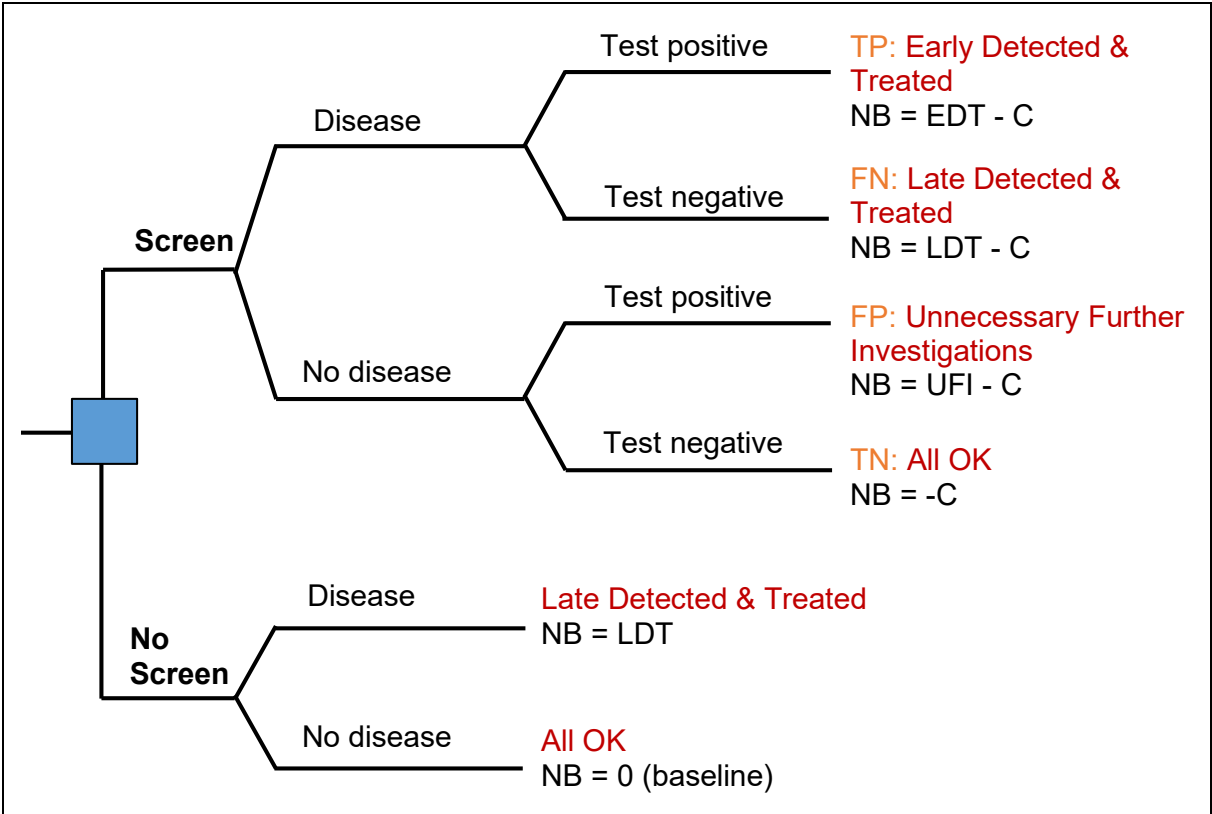 Test positive
TP: Early Detected &
Treated
NB = EDT - C
Disease
Test negative
FN: Late Detected &
Treated
NB = LDT - C
Screen
Test positive
FP: Unnecessary Further
Investigations
NB = UFI - C
No disease
Test negative
TN: All OK
NB = -C
Disease
Late Detected & Treated
NB = LDT
No
Screen
No disease
All OK
NB = 0 (baseline)